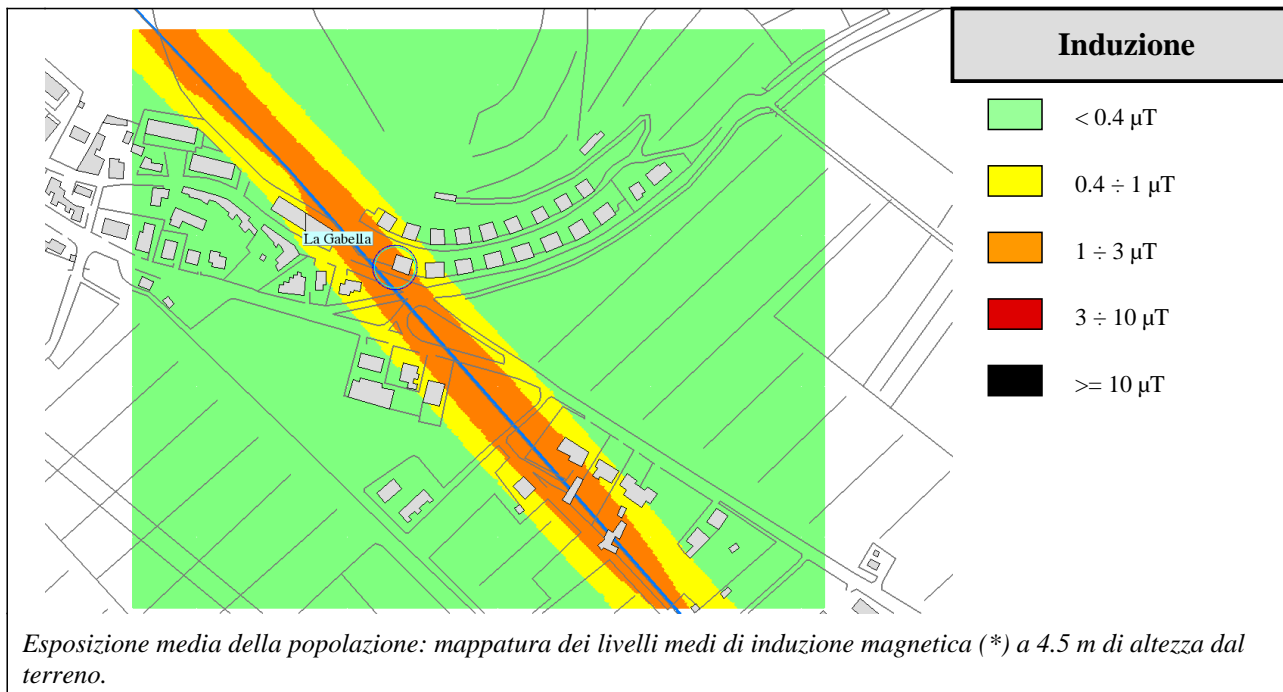 Induzione
< 0.4 µT
0.4 ÷ 1 µT
1 ÷ 3 µT
3 ÷ 10 µT
>= 10 µT
La Gabella
Esposizione media della popolazione: mappatura dei livelli medi di induzione magnetica (*) a 4.5 m di altezza dal
terreno.